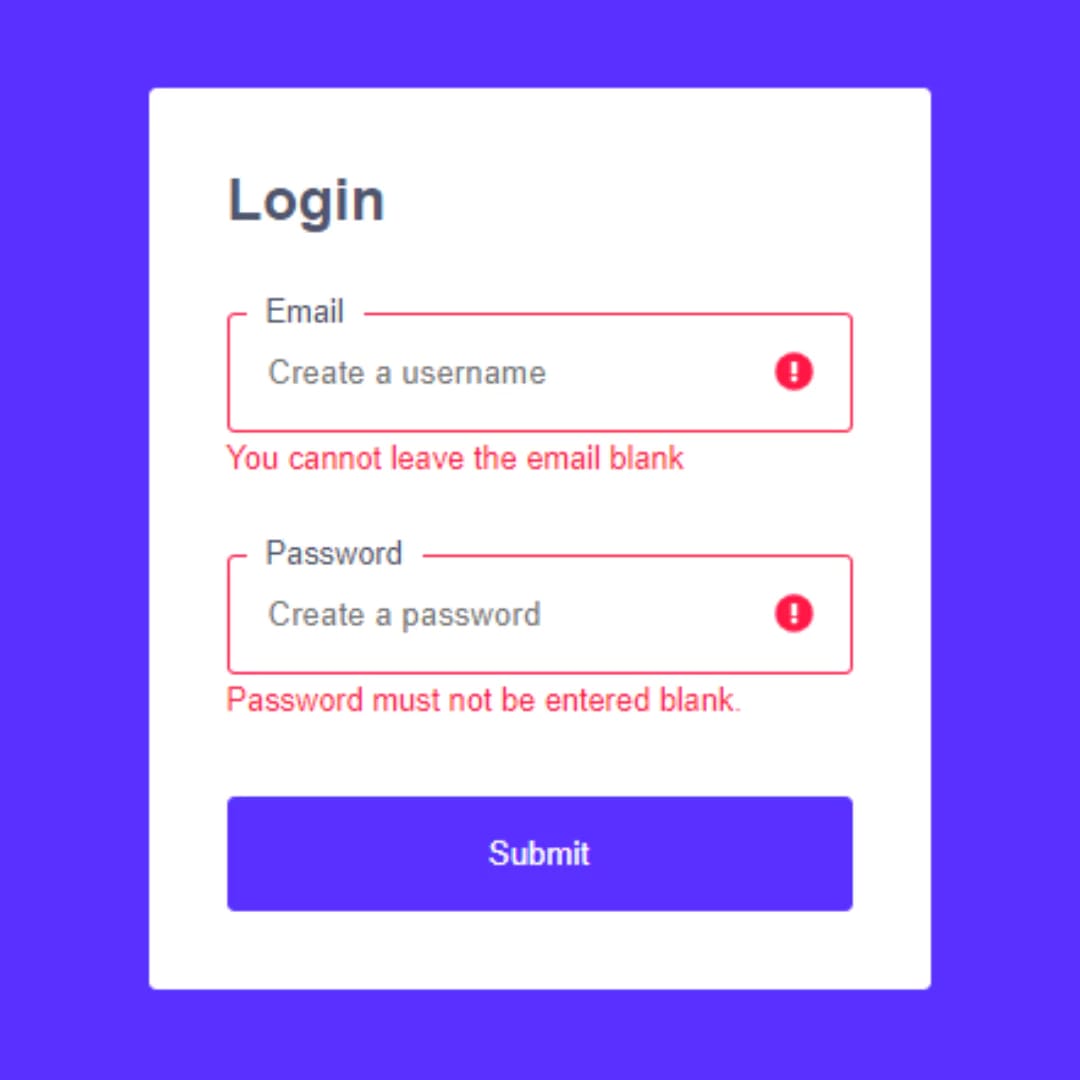 Login
Email
Create a username
You cannot leave the email blank
Password
Create a password
Password must not be entered blank.
Submit